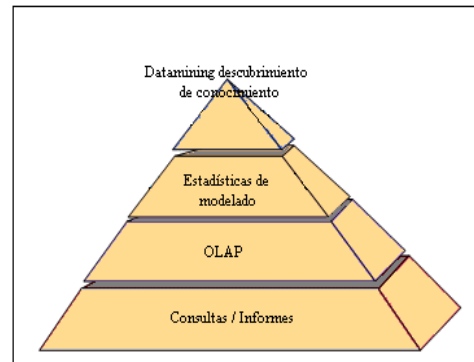 Datamining descubrimiento
de conocimiento
Estadísticas de
modelado
OLAP
Consultas / Informes